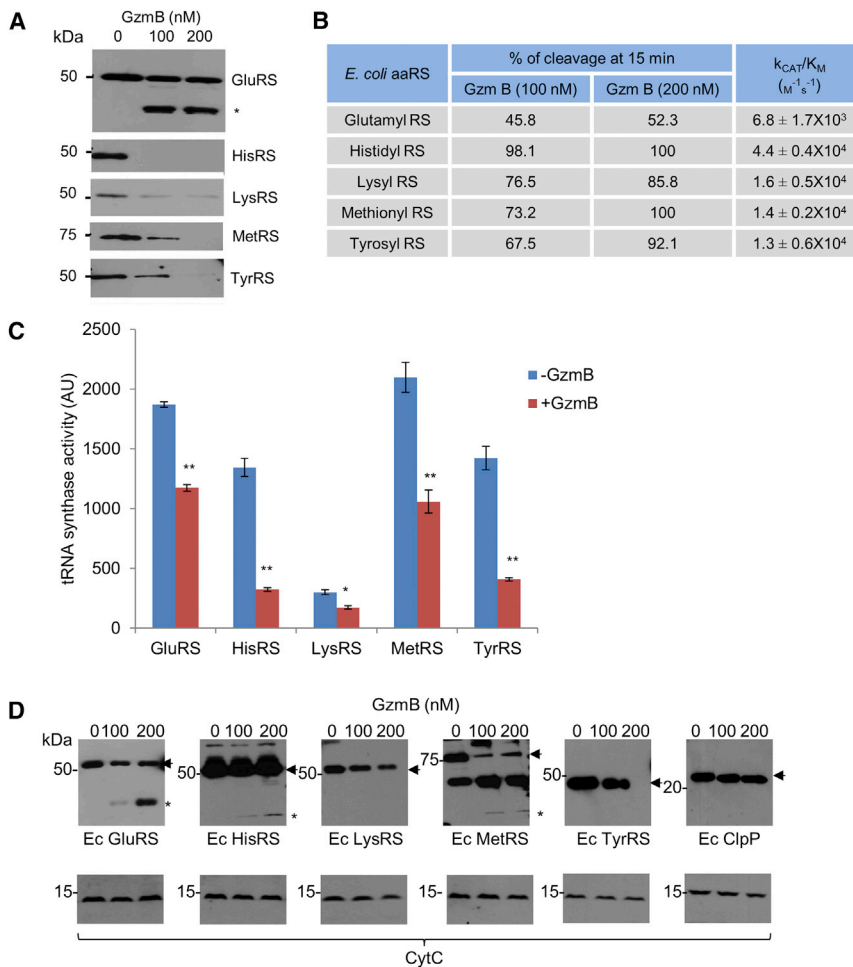 A
GzmB (nM)
kDa 0 100 200
50 GluRS
*
50 HisRS
50 LysRS
75 MetRS
50 TyrRS
B
E. coli aaRS % of cleavage at 15 min kCAT/KM (M⁻¹s⁻¹)
Gzm B (100 nM) Gzm B (200 nM)
Glutamyl RS 45.8 52.3 6.8 ± 1.7X10³
Histidyl RS 98.1 100 4.4 ± 0.4X10⁴
Lysyl RS 76.5 85.8 1.6 ± 0.5X10⁴
Methionyl RS 73.2 100 1.4 ± 0.2X10⁴
Tyrosyl RS 67.5 92.1 1.3 ± 0.6X10⁴
C
tRNA synthase activity (AU)
2500
2000
1500
1000
500
0
-GzmB
+GzmB
** ** * ** **
GluRS HisRS LysRS MetRS TyrRS
D
GzmB (nM)
kDa
0 100 200 0 100 200 0 100 200 0 100 200 0 100 200 0 100 200
50 50 50 75 50 20
* * *
Ec GluRS Ec HisRS Ec LysRS Ec MetRS Ec TyrRS Ec ClpP
15 15 15 15 15 15
CytC